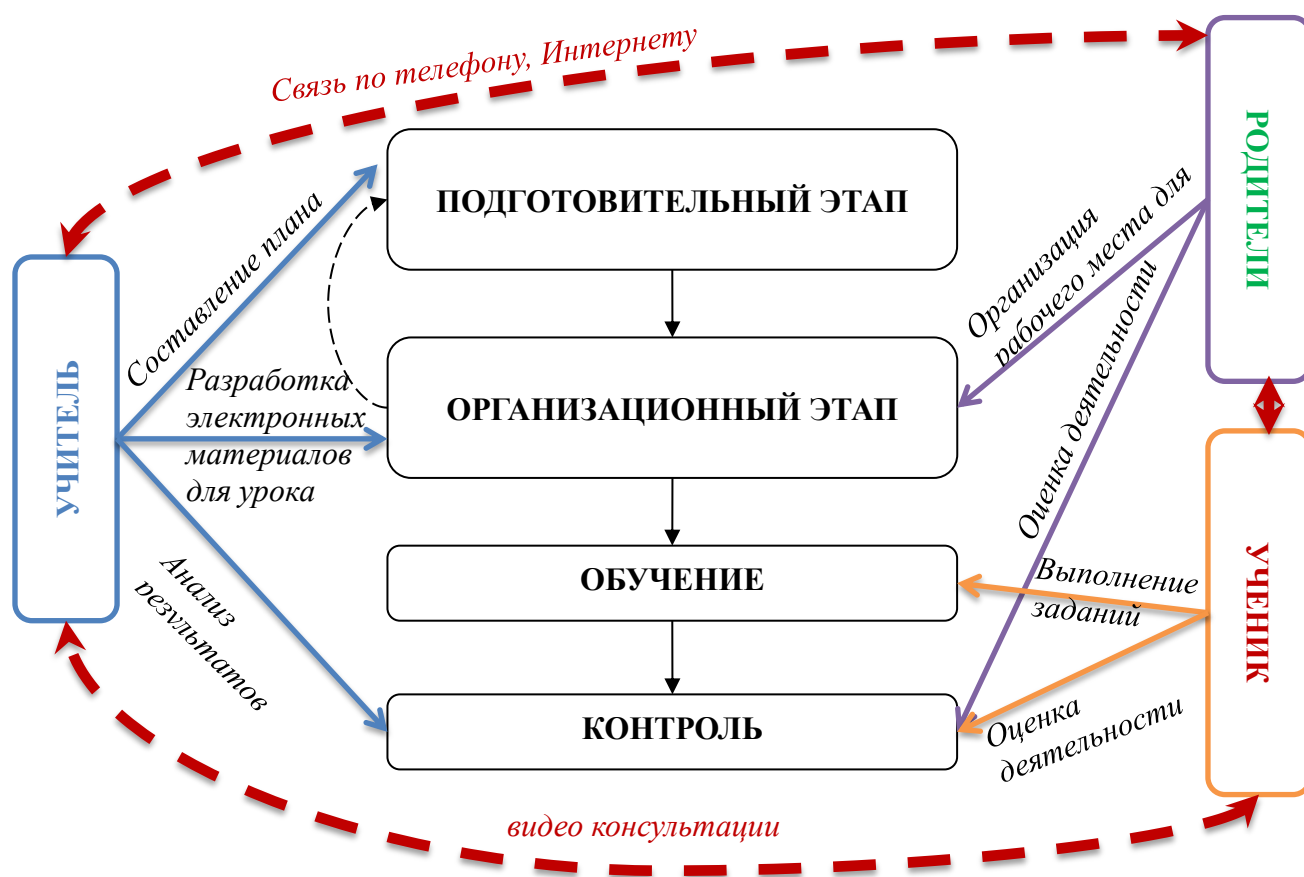 Связь по телефону, Интернету
РОДИТЕЛИ
ПОДГОТОВИТЕЛЬНЫЙ ЭТАП
Составление плана
Организация
рабочего места для
УЧИТЕЛЬ
Разработка
электронных
материалов
для урока
ОРГАНИЗАЦИОННЫЙ ЭТАП
Оценка деятельности
Анализ
результатов
ОБУЧЕНИЕ
Выполнение
заданий
УЧЕНИК
КОНТРОЛЬ
Оценка
деятельности
видео консультации